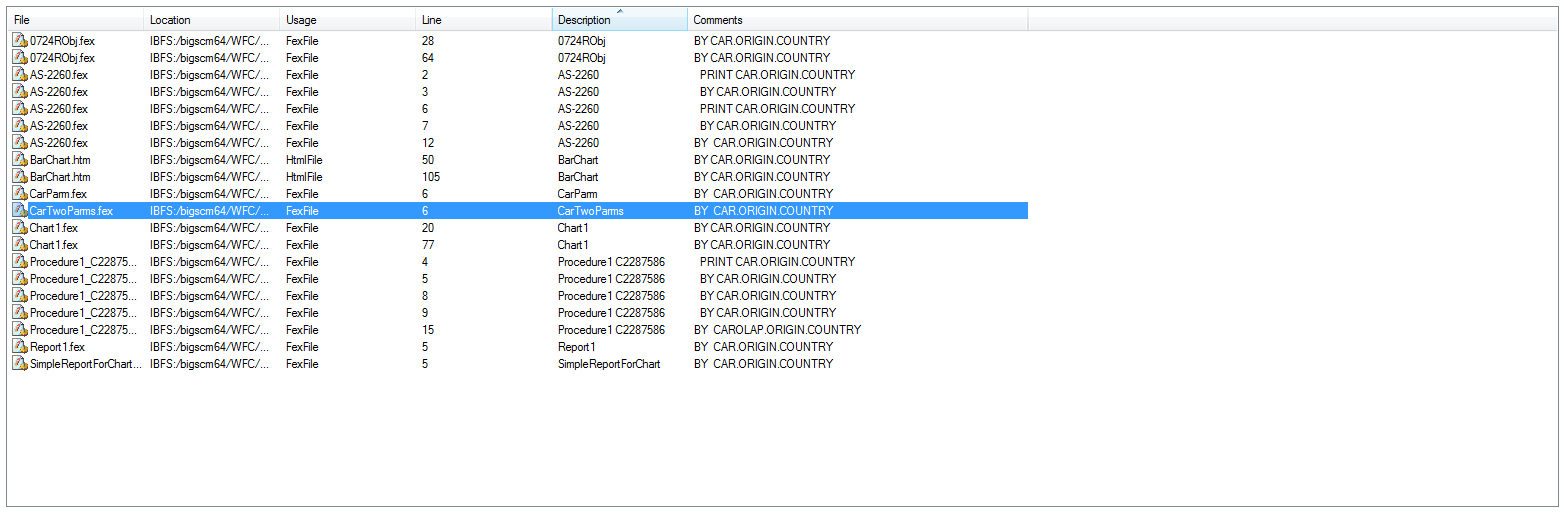 File Location Usage Line Description Comments
0724RObj.fex IBFS:/bigscm64/WFC/... FexFile 28 0724RObj BY CAR.ORIGIN.COUNTRY
0724RObj.fex IBFS:/bigscm64/WFC/... FexFile 64 0724RObj BY CAR.ORIGIN.COUNTRY
AS-2260.fex IBFS:/bigscm64/WFC/... FexFile 2 AS-2260 PRINT CAR.ORIGIN.COUNTRY
AS-2260.fex IBFS:/bigscm64/WFC/... FexFile 3 AS-2260 BY CAR.ORIGIN.COUNTRY
AS-2260.fex IBFS:/bigscm64/WFC/... FexFile 6 AS-2260 PRINT CAR.ORIGIN.COUNTRY
AS-2260.fex IBFS:/bigscm64/WFC/... FexFile 7 AS-2260 BY CAR.ORIGIN.COUNTRY
AS-2260.fex IBFS:/bigscm64/WFC/... FexFile 12 AS-2260 BY CAR.ORIGIN.COUNTRY
BarChart.htm IBFS:/bigscm64/WFC/... HtmlFile 50 BarChart BY CAR.ORIGIN.COUNTRY
BarChart.htm IBFS:/bigscm64/WFC/... HtmlFile 105 BarChart BY CAR.ORIGIN.COUNTRY
CarParm.fex IBFS:/bigscm64/WFC/... FexFile 6 CarParm BY CAR.ORIGIN.COUNTRY
CarTwoParms.fex IBFS:/bigscm64/WFC/... FexFile 6 CarTwoParms BY CAR.ORIGIN.COUNTRY
Chart1.fex IBFS:/bigscm64/WFC/... FexFile 20 Chart1 BY CAR.ORIGIN.COUNTRY
Chart1.fex IBFS:/bigscm64/WFC/... FexFile 77 Chart1 BY CAR.ORIGIN.COUNTRY
Procedure1_C22875... IBFS:/bigscm64/WFC/... FexFile 4 Procedure1 C2287586 PRINT CAR.ORIGIN.COUNTRY
Procedure1_C22875... IBFS:/bigscm64/WFC/... FexFile 5 Procedure1 C2287586 BY CAR.ORIGIN.COUNTRY
Procedure1_C22875... IBFS:/bigscm64/WFC/... FexFile 8 Procedure1 C2287586 BY CAR.ORIGIN.COUNTRY
Procedure1_C22875... IBFS:/bigscm64/WFC/... FexFile 9 Procedure1 C2287586 BY CAR.ORIGIN.COUNTRY
Procedure1_C22875... IBFS:/bigscm64/WFC/... FexFile 15 Procedure1 C2287586 BY CAROLAP.ORIGIN.COUNTRY
Report1.fex IBFS:/bigscm64/WFC/... FexFile 5 Report1 BY CAR.ORIGIN.COUNTRY
SimpleReportForChart... IBFS:/bigscm64/WFC/... FexFile 5 SimpleReportForChart BY CAR.ORIGIN.COUNTRY